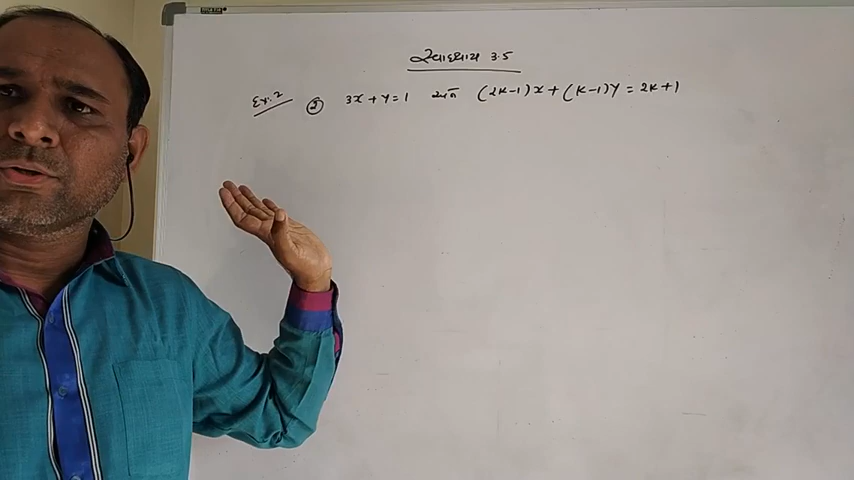 સ્વાધ્યાય 3.5
Ex. 2 (2) 3x + y = 1 અને (2k-1)x + (k-1)y = 2k+1